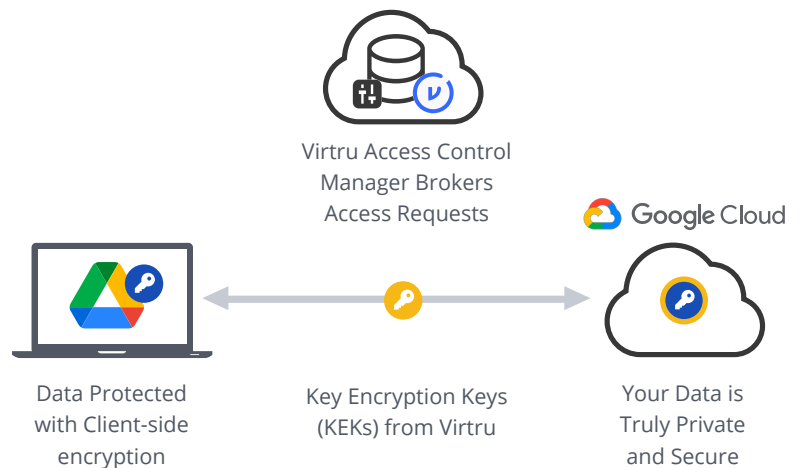 Virtru Access Control
Manager Brokers
Access Requests
Google Cloud
Data Protected
with Client-side
encryption
Key Encryption Keys
(KEKs) from Virtru
Your Data is
Truly Private
and Secure